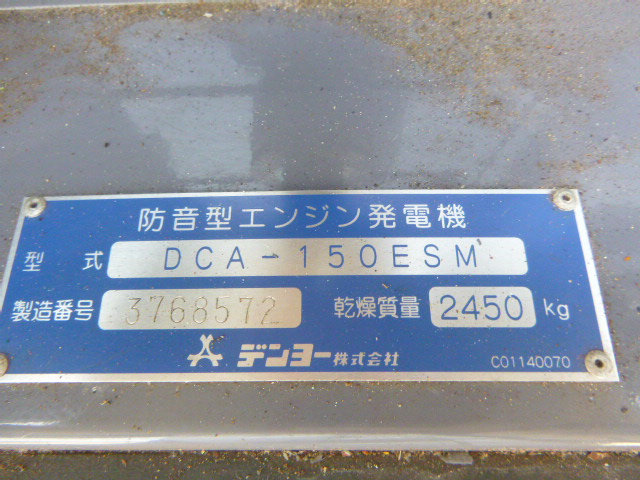 防音型エンジン発電機
型式 DCA-150ESM
製造番号 3768572 乾燥質量 2450 kg
デンヨー株式会社 C01140070